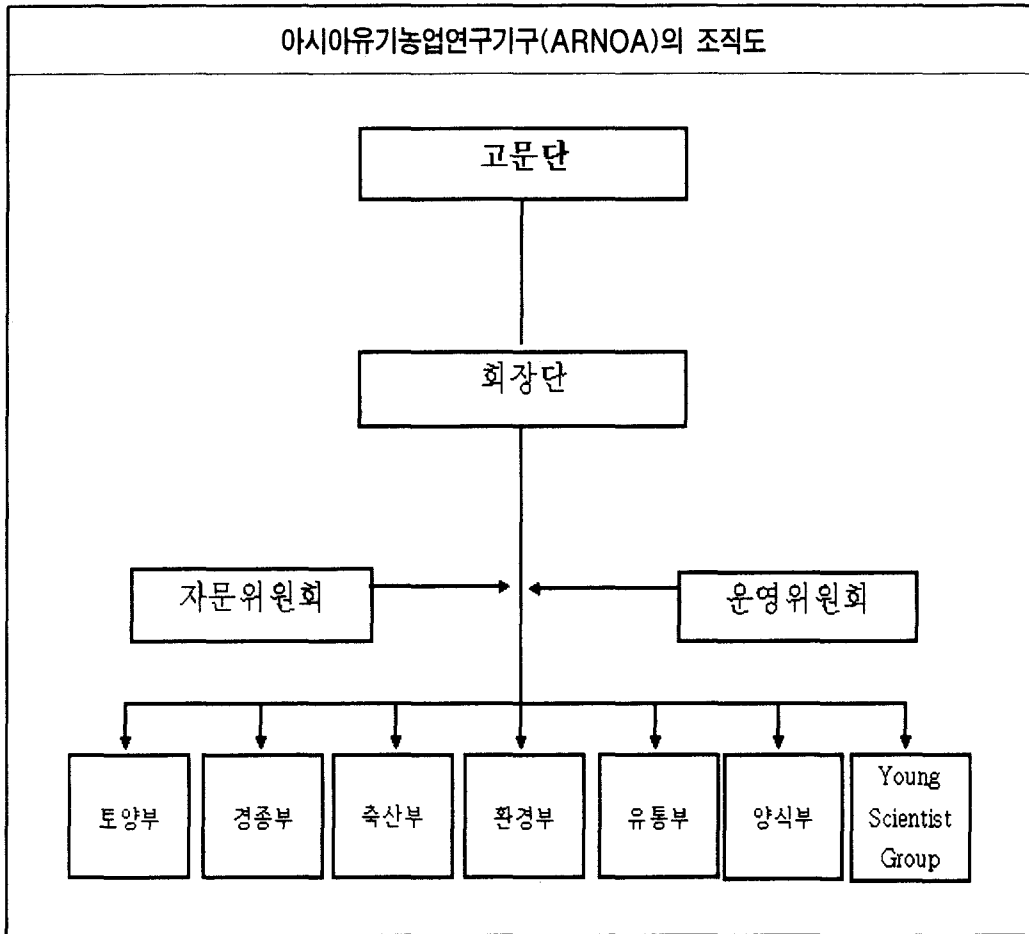 아시아유기농업연구기구(ARNOA)의 조직도
고문단
회장단
자문위원회
운영위원회
토양부
경종부
축산부
환경부
유통부
양식부
Young
Scientist
Group